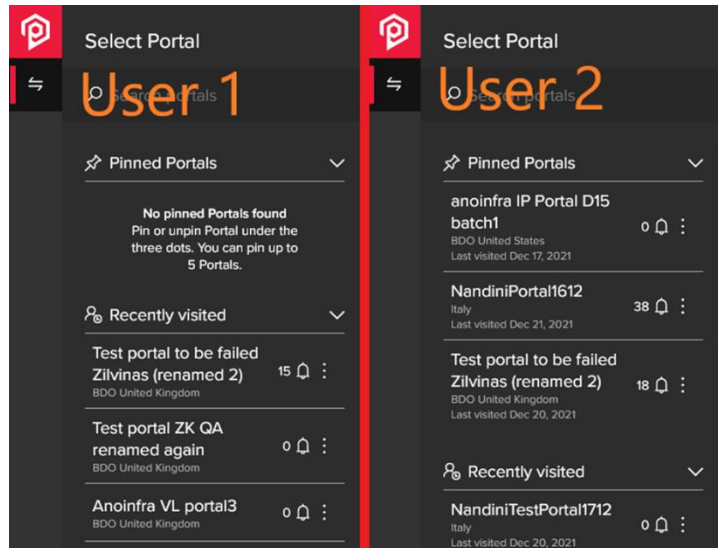 Select Portal
User 1
Search portals
Pinned Portals
No pinned Portals found
Pin or unpin Portal under the
three dots. You can pin up to
5 Portals.
Recently visited
Test portal to be failed
Zilvinas (renamed 2)
15
BDO United Kingdom
Test portal ZK QA
renamed again
0
BDO United Kingdom
Anoinfra VL portal3
0
BDO United Kingdom
Select Portal
User 2
Search portals
Pinned Portals
anoinfra IP Portal D15
batch1
0
BDO United States
Last visited Dec 17, 2021
NandiniPortal1612
38
Italy
Last visited Dec 21, 2021
Test portal to be failed
Zilvinas (renamed 2)
18
BDO United Kingdom
Last visited Dec 20, 2021
Recently visited
NandiniTestPortal1712
0
Italy
Last visited Dec 20, 2021